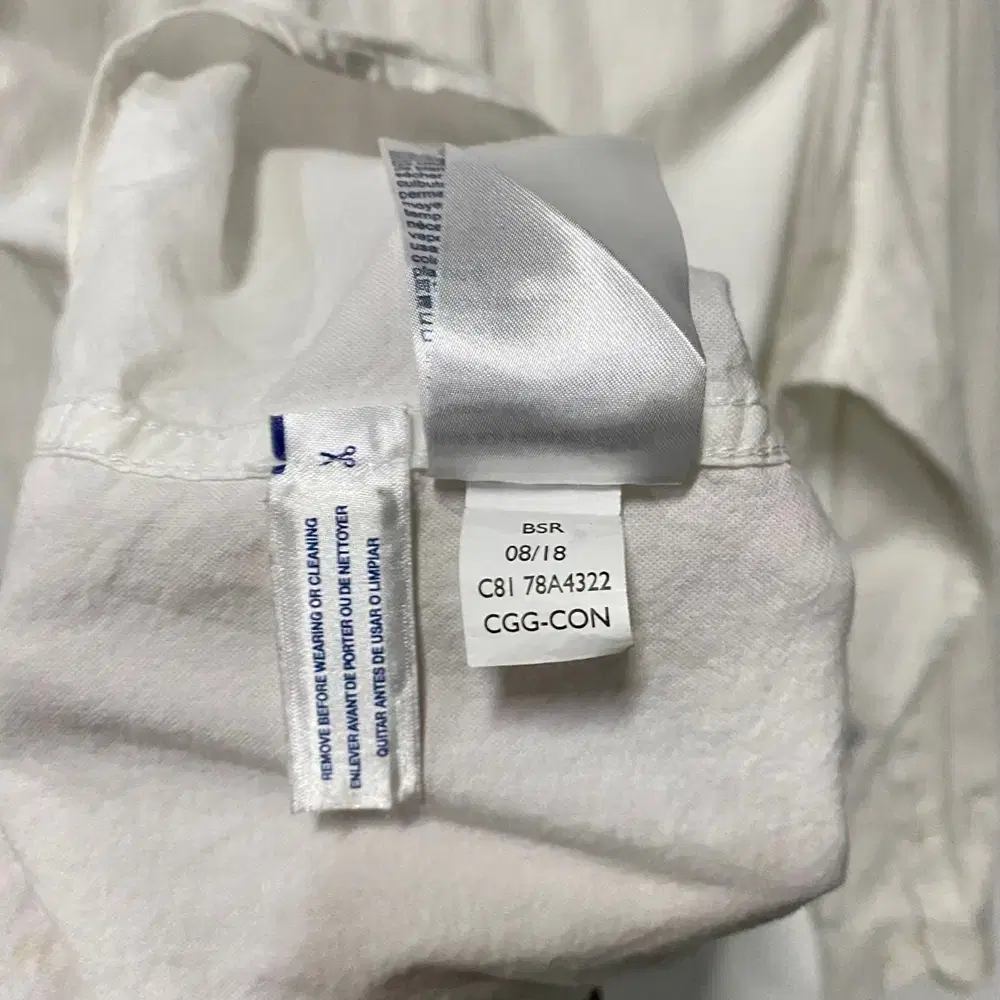 REMOVE BEFORE WEARING OR CLEANING
ENLEVER AVANT DE PORTER OU DE NETTOYER
QUITAR ANTES DE USAR O LIMPIAR
BSR
08/18
C81 78A4322
CGG-CON